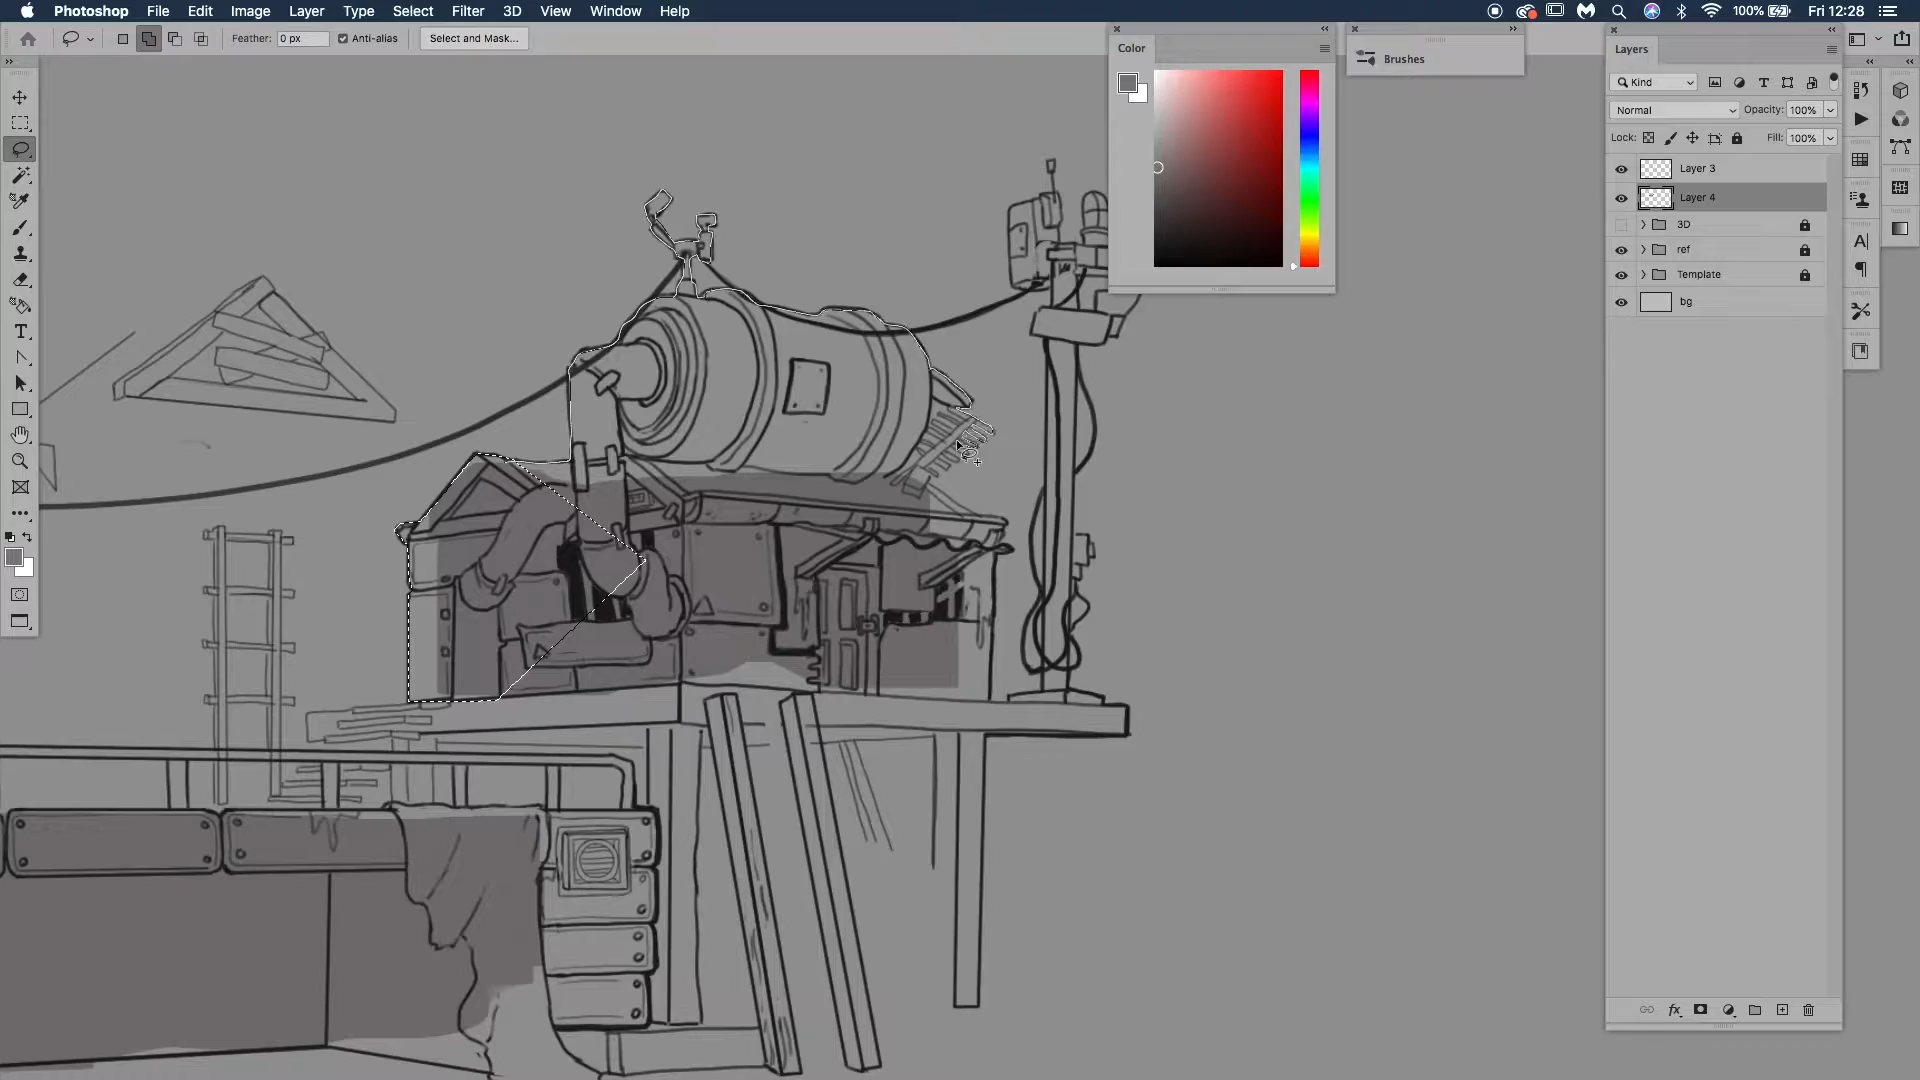 Photoshop File Edit Image Layer Type Select Filter 3D View Window Help 100% Fri 12:28
Feather: 0 px Anti-alias Select and Mask...
Color
Brushes
Layers
Kind
Normal Opacity: 100%
Lock: Fill: 100%
Layer 3
Layer 4
3D
ref
Template
bg